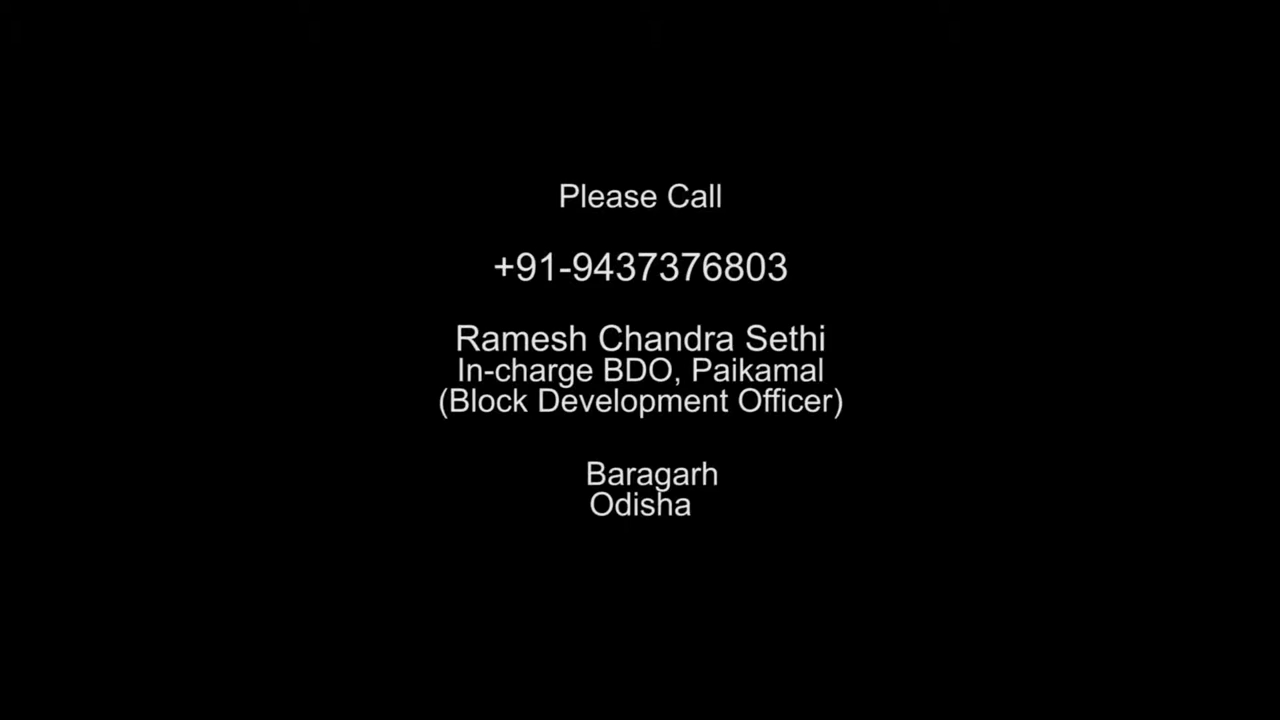 Please Call
+91-9437376803
Ramesh Chandra Sethi
In-charge BDO, Paikamal
(Block Development Officer)
Baragarh
Odisha